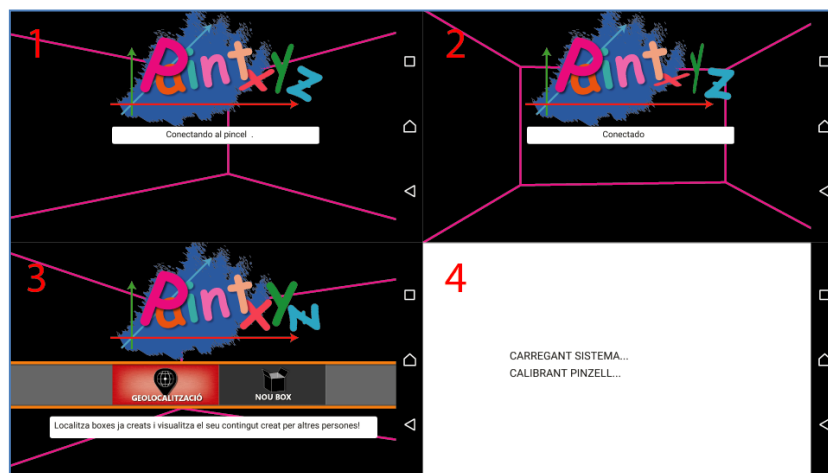 1
PaintXYZ
Conectando al pincel .
2
PaintXYZ
Conectado
3
PaintXYZ
GEOLOCALITZACIÓ
NOU BOX
Localitza boxes ja creats i visualitza el seu contingut creat per altres persones!
4
CARREGANT SISTEMA...
CALIBRANT PINZELL...